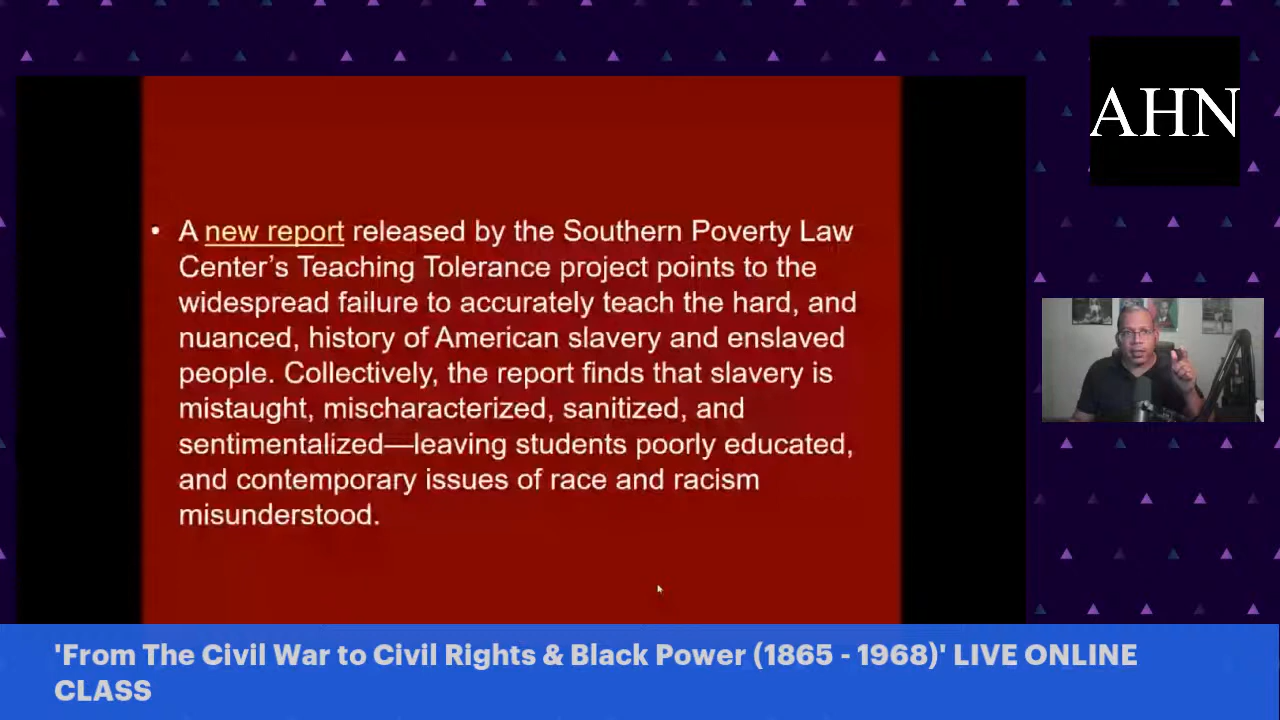 AHN
• A new report released by the Southern Poverty Law
Center’s Teaching Tolerance project points to the
widespread failure to accurately teach the hard, and
nuanced, history of American slavery and enslaved
people. Collectively, the report finds that slavery is
mistaught, mischaracterized, sanitized, and
sentimentalized—leaving students poorly educated,
and contemporary issues of race and racism
misunderstood.
'From The Civil War to Civil Rights & Black Power (1865 - 1968)' LIVE ONLINE
CLASS